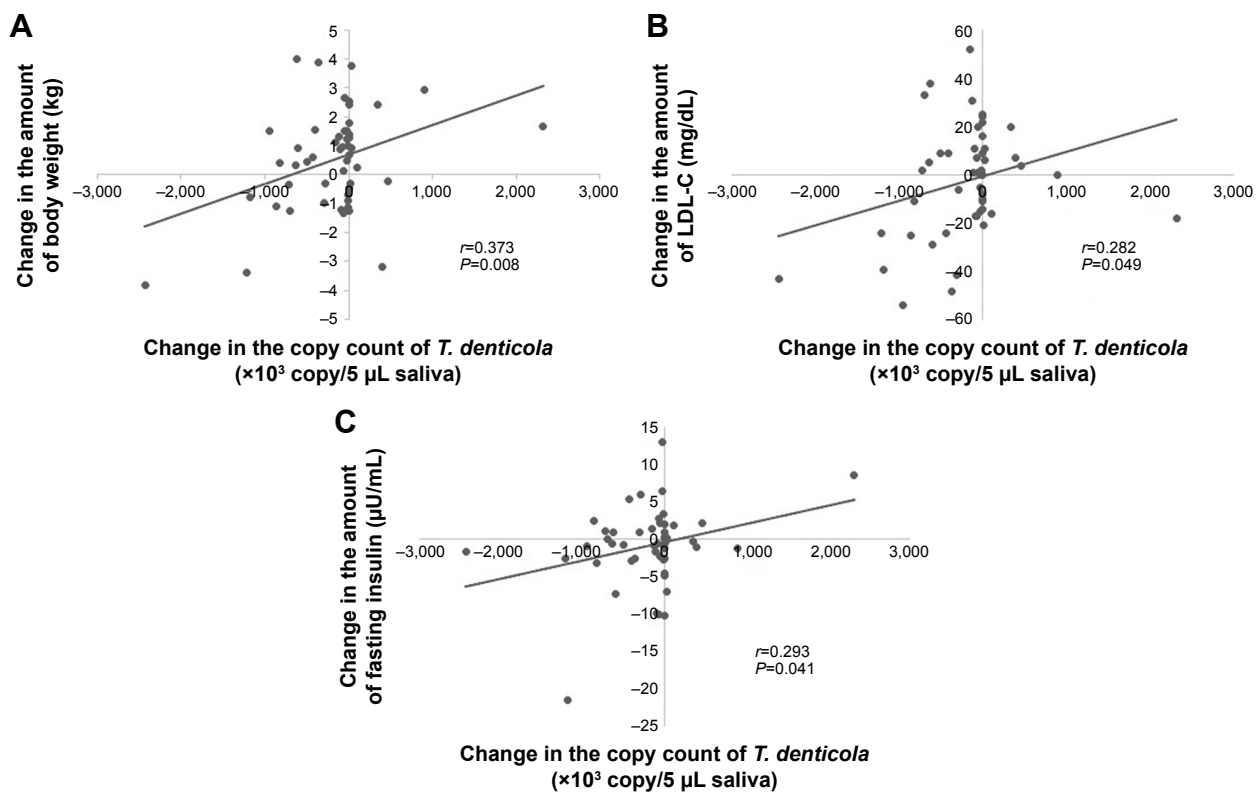 A
Change in the amount
of body weight (kg)
5
4
3
2
1
0
–1
–2
–3
–4
–5
–3,000 –2,000 –1,000 0 1,000 2,000 3,000
r=0.373
P=0.008
Change in the copy count of T. denticola
(×10³ copy/5 µL saliva)
B
Change in the amount
of LDL-C (mg/dL)
60
40
20
0
–20
–40
–60
–3,000 –2,000 –1,000 0 1,000 2,000 3,000
r=0.282
P=0.049
Change in the copy count of T. denticola
(×10³ copy/5 µL saliva)
C
Change in the amount
of fasting insulin (µU/mL)
15
10
5
0
–5
–10
–15
–20
–25
–3,000 –2,000 –1,000 0 1,000 2,000 3,000
r=0.293
P=0.041
Change in the copy count of T. denticola
(×10³ copy/5 µL saliva)